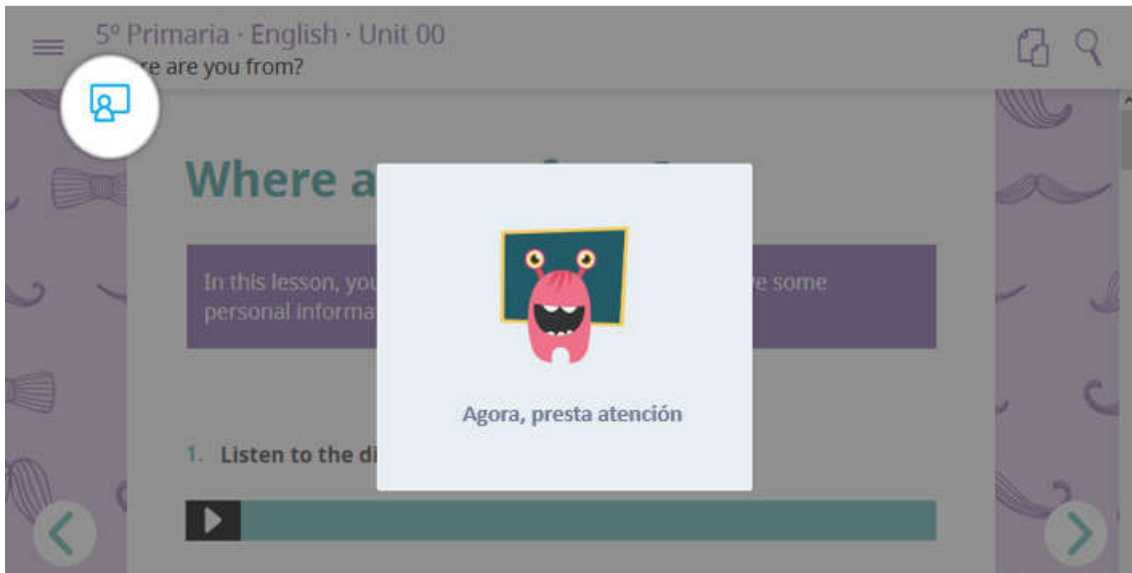 5º Primaria · English · Unit 00
re are you from?
Where a
In this lesson, you
e some
personal informa
Agora, presta atención
1. Listen to the di